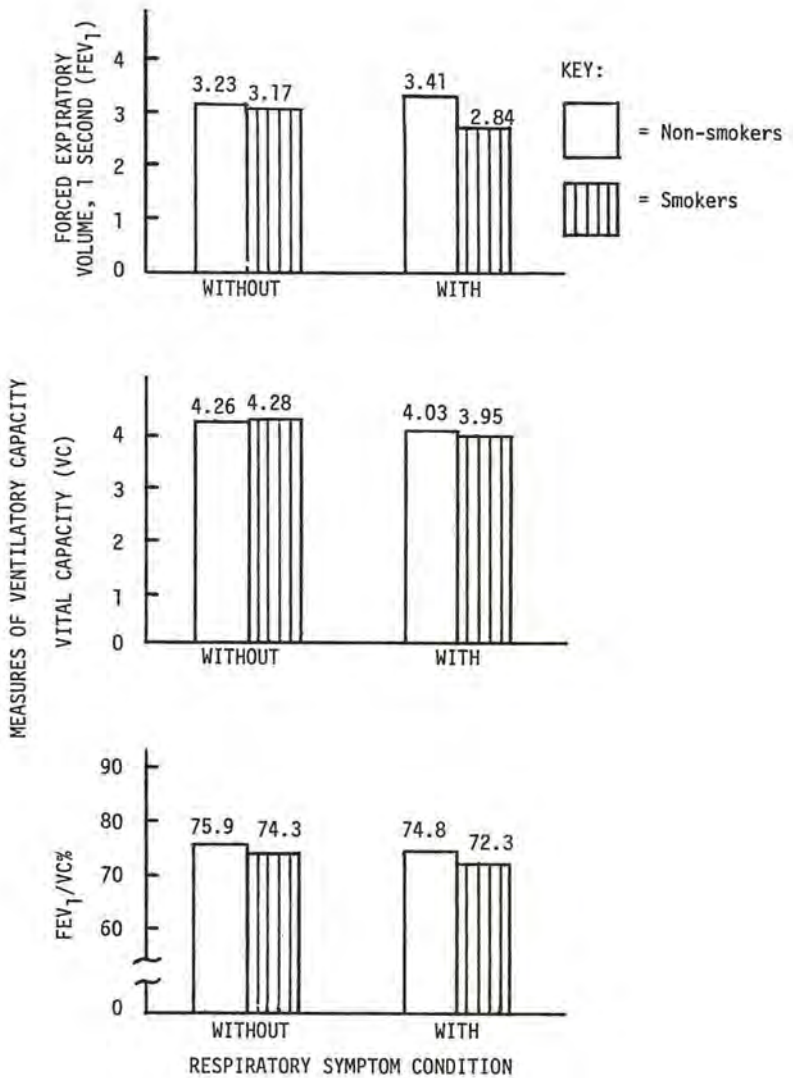 FORCED EXPIRATORY
VOLUME, 1 SECOND (FEV1)
4
3
2
1
0
3.23
3.17
3.41
2.84
WITHOUT
WITH
KEY:
= Non-smokers
= Smokers
MEASURES OF VENTILATORY CAPACITY
VITAL CAPACITY (VC)
4
3
2
1
0
4.26
4.28
4.03
3.95
WITHOUT
WITH
FEV1/VC%
90
80
70
60
0
75.9
74.3
74.8
72.3
WITHOUT
WITH
RESPIRATORY SYMPTOM CONDITION